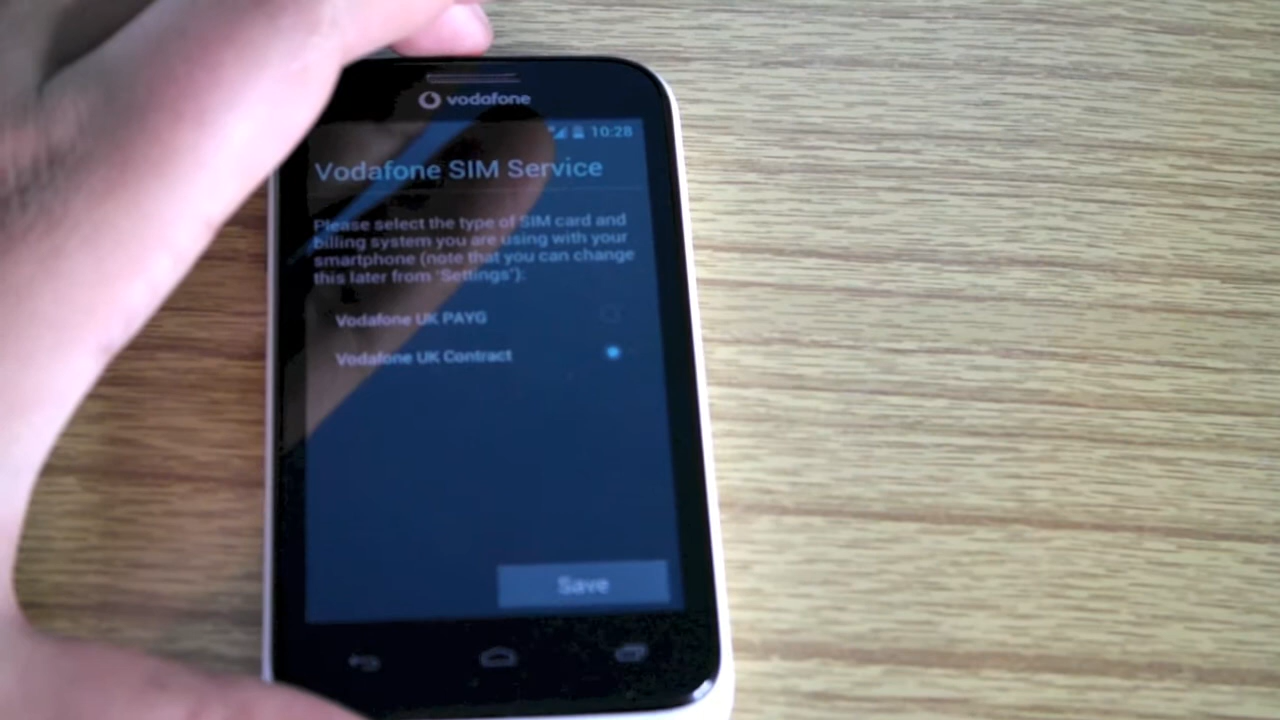 vodafone
10:28
Vodafone SIM Service
Please select the type of SIM card and
billing system you are using with your
smartphone (note that you can change
this later from 'Settings'):
Vodafone UK PAYG
Vodafone UK Contract
Save